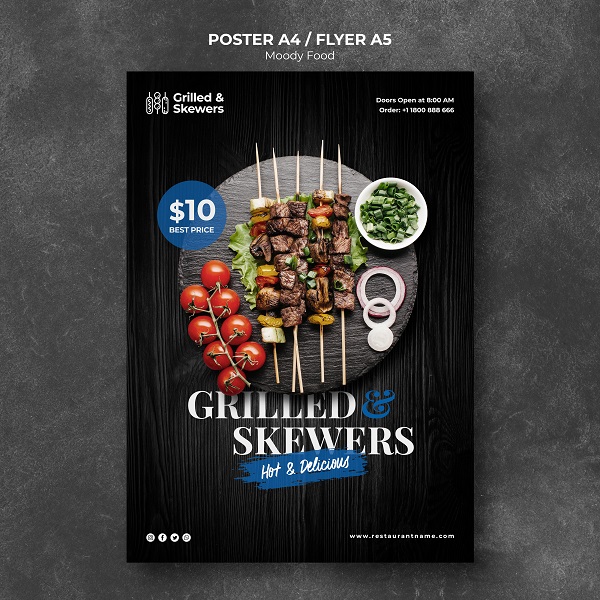 POSTER A4 / FLYER A5
Moody Food
Grilled &
Skewers
Doors Open at 8:00 AM
Order: +1 1800 888 666
$10
BEST PRICE
GRILLED &
SKEWERS
Hot & Delicious
www.restaurantname.com